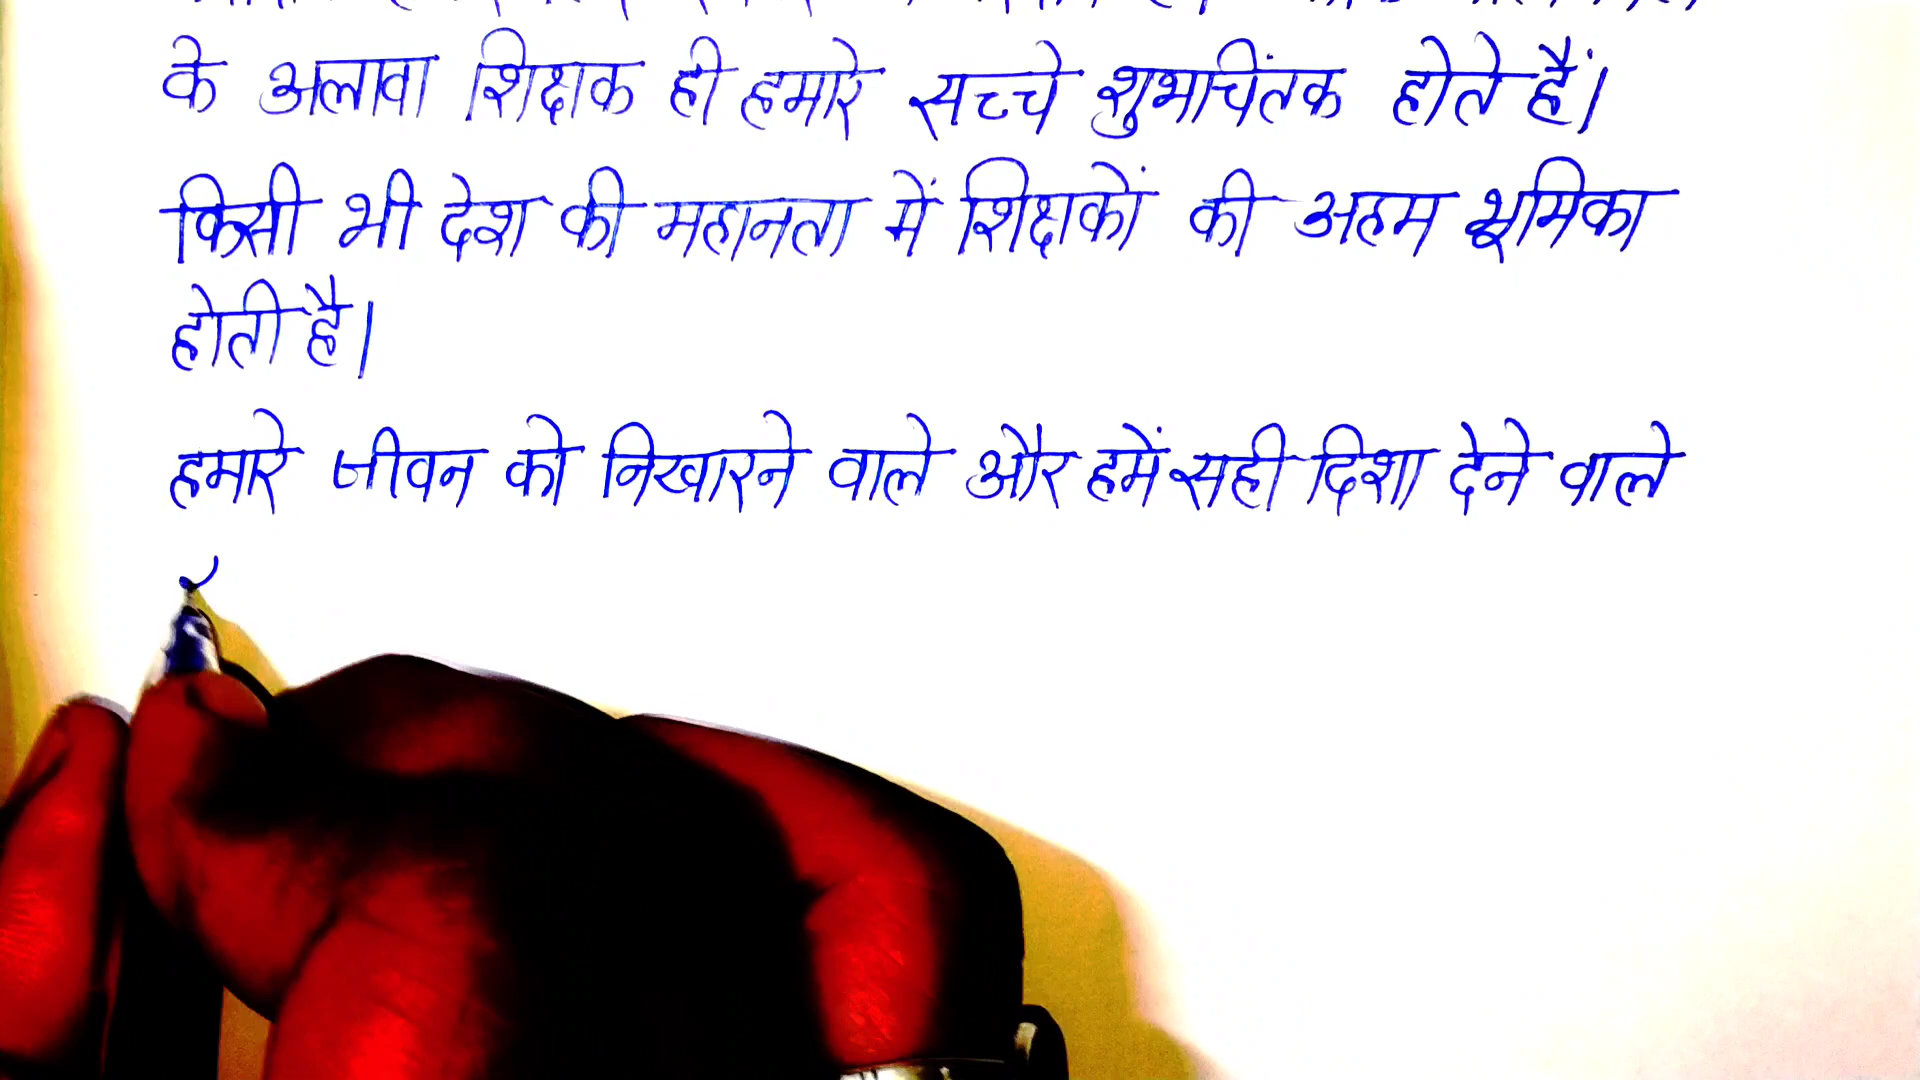 के अलावा शिक्षक ही हमारे सच्चे शुभचिंतक होते हैं।
किसी भी देश की महानता में शिक्षकों की अहम भूमिका
होती है।
हमारे जीवन को निखारने वाले और हमें सही दिशा देने वाले